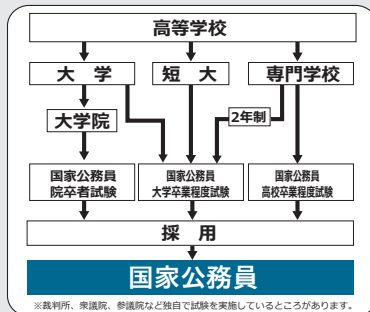 高等学校
大 学
短 大
専門学校
大学院
2年制
国家公務員
院卒者試験
国家公務員
大学卒業程度試験
国家公務員
高校卒業程度試験
採 用
国家公務員
※裁判所、衆議院、参議院など独自で試験を実施しているところがあります。